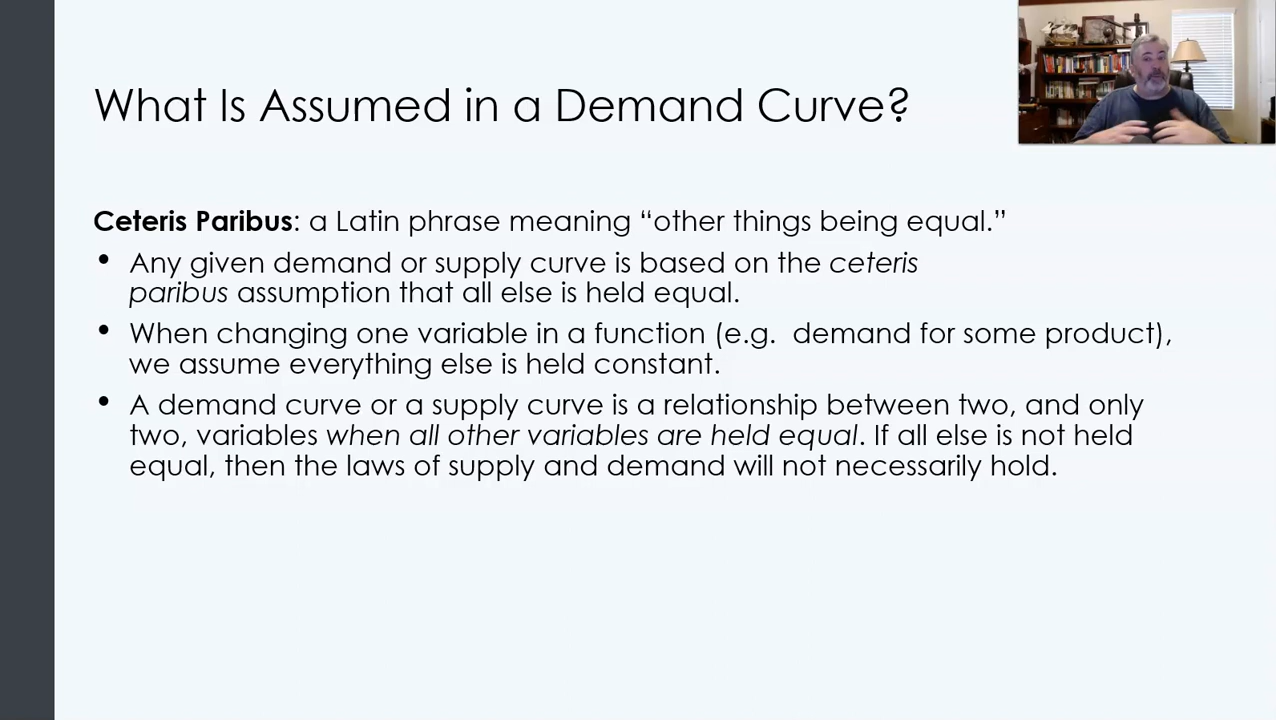 What Is Assumed in a Demand Curve?
Ceteris Paribus: a Latin phrase meaning “other things being equal.”
• Any given demand or supply curve is based on the ceteris
paribus assumption that all else is held equal.
• When changing one variable in a function (e.g.  demand for some product),
we assume everything else is held constant.
• A demand curve or a supply curve is a relationship between two, and only
two, variables when all other variables are held equal. If all else is not held
equal, then the laws of supply and demand will not necessarily hold.